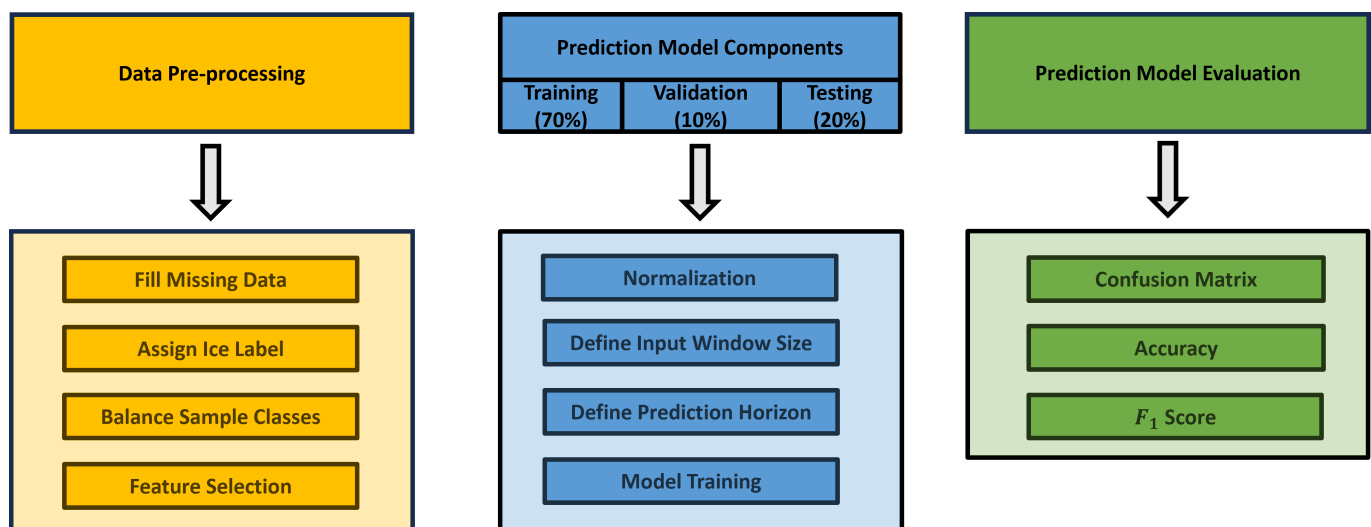 Data Pre-processing
Fill Missing Data
Assign Ice Label
Balance Sample Classes
Feature Selection
Prediction Model Components
Training
(70%)
Validation
(10%)
Testing
(20%)
Normalization
Define Input Window Size
Define Prediction Horizon
Model Training
Prediction Model Evaluation
Confusion Matrix
Accuracy
F₁ Score